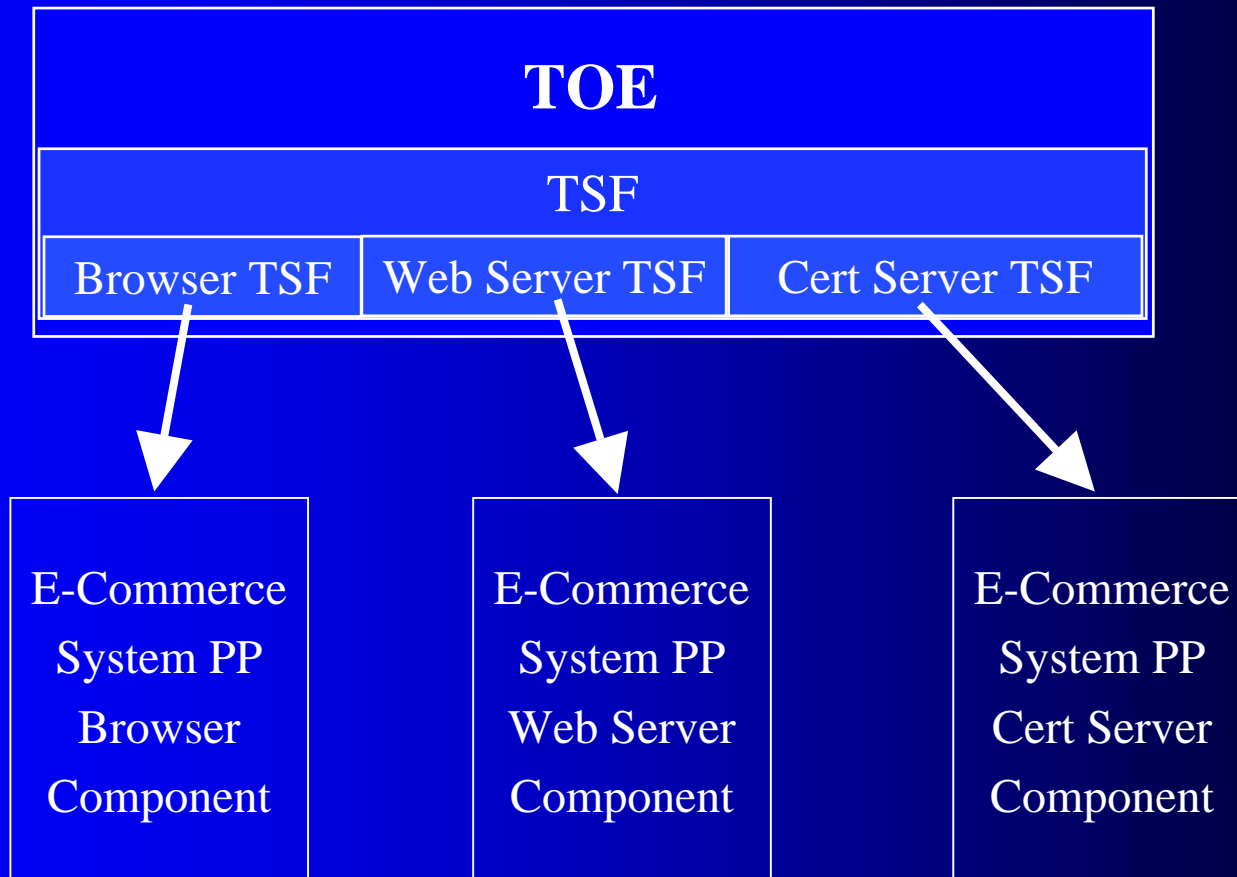 TOE
TSF
Browser TSF
Web Server TSF
Cert Server TSF
E-Commerce
System PP
Browser
Component
E-Commerce
System PP
Web Server
Component
E-Commerce
System PP
Cert Server
Component